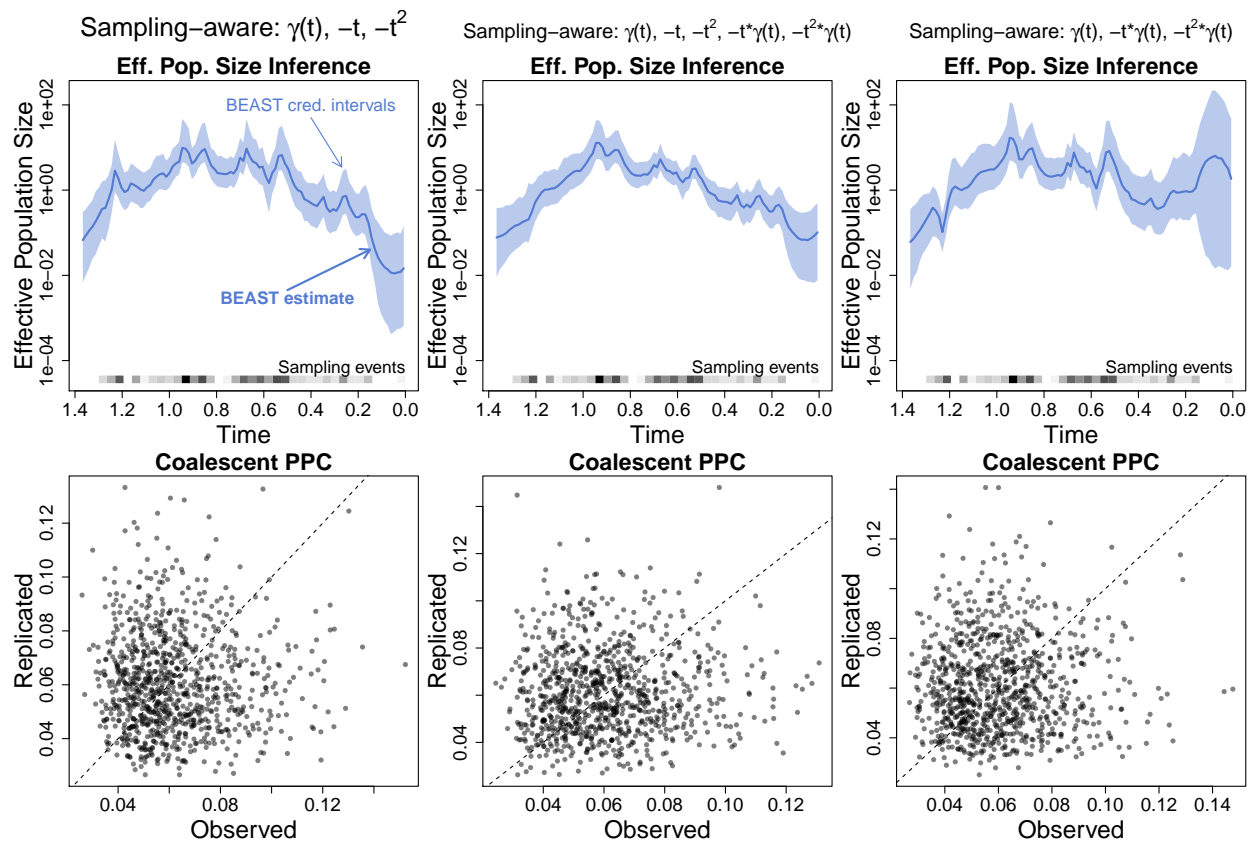 Sampling−aware: γ(t), −t, −t²
Sampling−aware: γ(t), −t, −t², −t*γ(t), −t²*γ(t)
Sampling−aware: γ(t), −t*γ(t), −t²*γ(t)
Eff. Pop. Size Inference
Eff. Pop. Size Inference
Eff. Pop. Size Inference
Effective Population Size
1e+02
1e+00
1e−02
1e−04
BEAST cred. intervals
BEAST estimate
Sampling events
1.4 1.2 1.0 0.8 0.6 0.4 0.2 0.0
Time
Effective Population Size
1e+02
1e+00
1e−02
1e−04
Sampling events
1.4 1.2 1.0 0.8 0.6 0.4 0.2 0.0
Time
Effective Population Size
1e+02
1e+00
1e−02
1e−04
Sampling events
1.4 1.2 1.0 0.8 0.6 0.4 0.2 0.0
Time
Coalescent PPC
Coalescent PPC
Coalescent PPC
Replicated
0.12
0.10
0.08
0.06
0.04
0.04 0.08 0.12
Observed
Replicated
0.12
0.08
0.04
0.04 0.06 0.08 0.10 0.12
Observed
Replicated
0.12
0.08
0.04
0.04 0.06 0.08 0.10 0.12 0.14
Observed